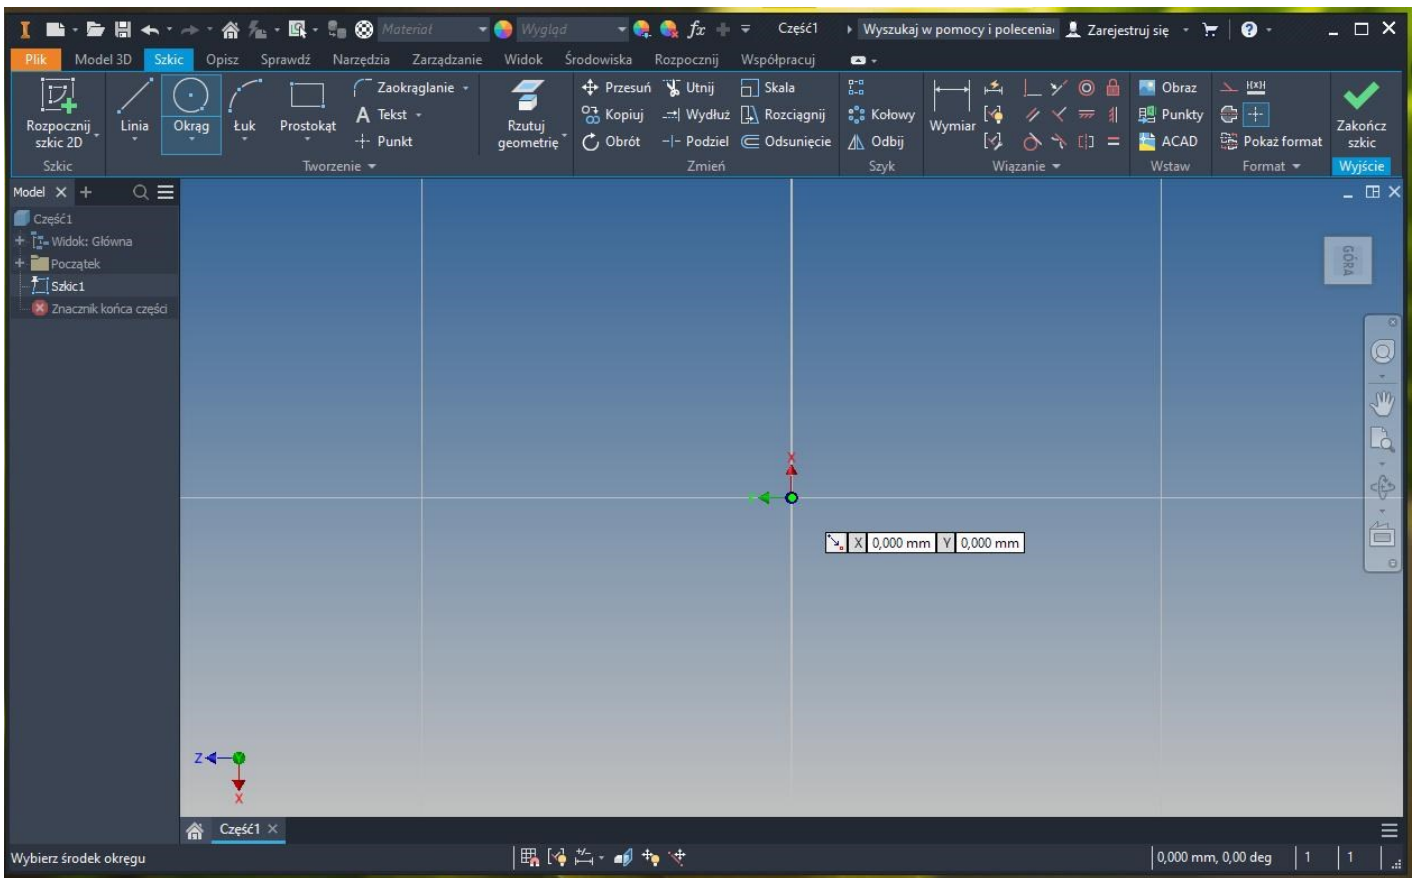 Materiał
Wygląd
fx
Część1
Wyszukaj w pomocy i polecenia
Zarejestruj się
?
Plik Model 3D Szkic Opisz Sprawdź Narzędzia Zarządzanie Widok Środowiska Rozpocznij Współpracuj
Rozpocznij
szkic 2D
Linia
Okrąg
Łuk
Prostokąt
Zaokrąglanie
A Tekst
Punkt
Rzutuj
geometrię
Przesuń
Kopiuj
Obrót
Utnij
Wydłuż
Podziel
Skala
Rozciągnij
Odsunięcie
Kołowy
Odbij
Wymiar
Obraz
Punkty
ACAD
Pokaż format
Zakończ
szkic
Szkic
Tworzenie
Zmień
Szyk
Wiązanie
Wstaw
Format
Wyjście
Model
Część1
Widok: Główna
Początek
Szkic1
Znacznik końca części
GÓRA
X
X 0,000 mm Y 0,000 mm
Z
X
Część1
Wybierz środek okręgu
0,000 mm, 0,00 deg 1 1